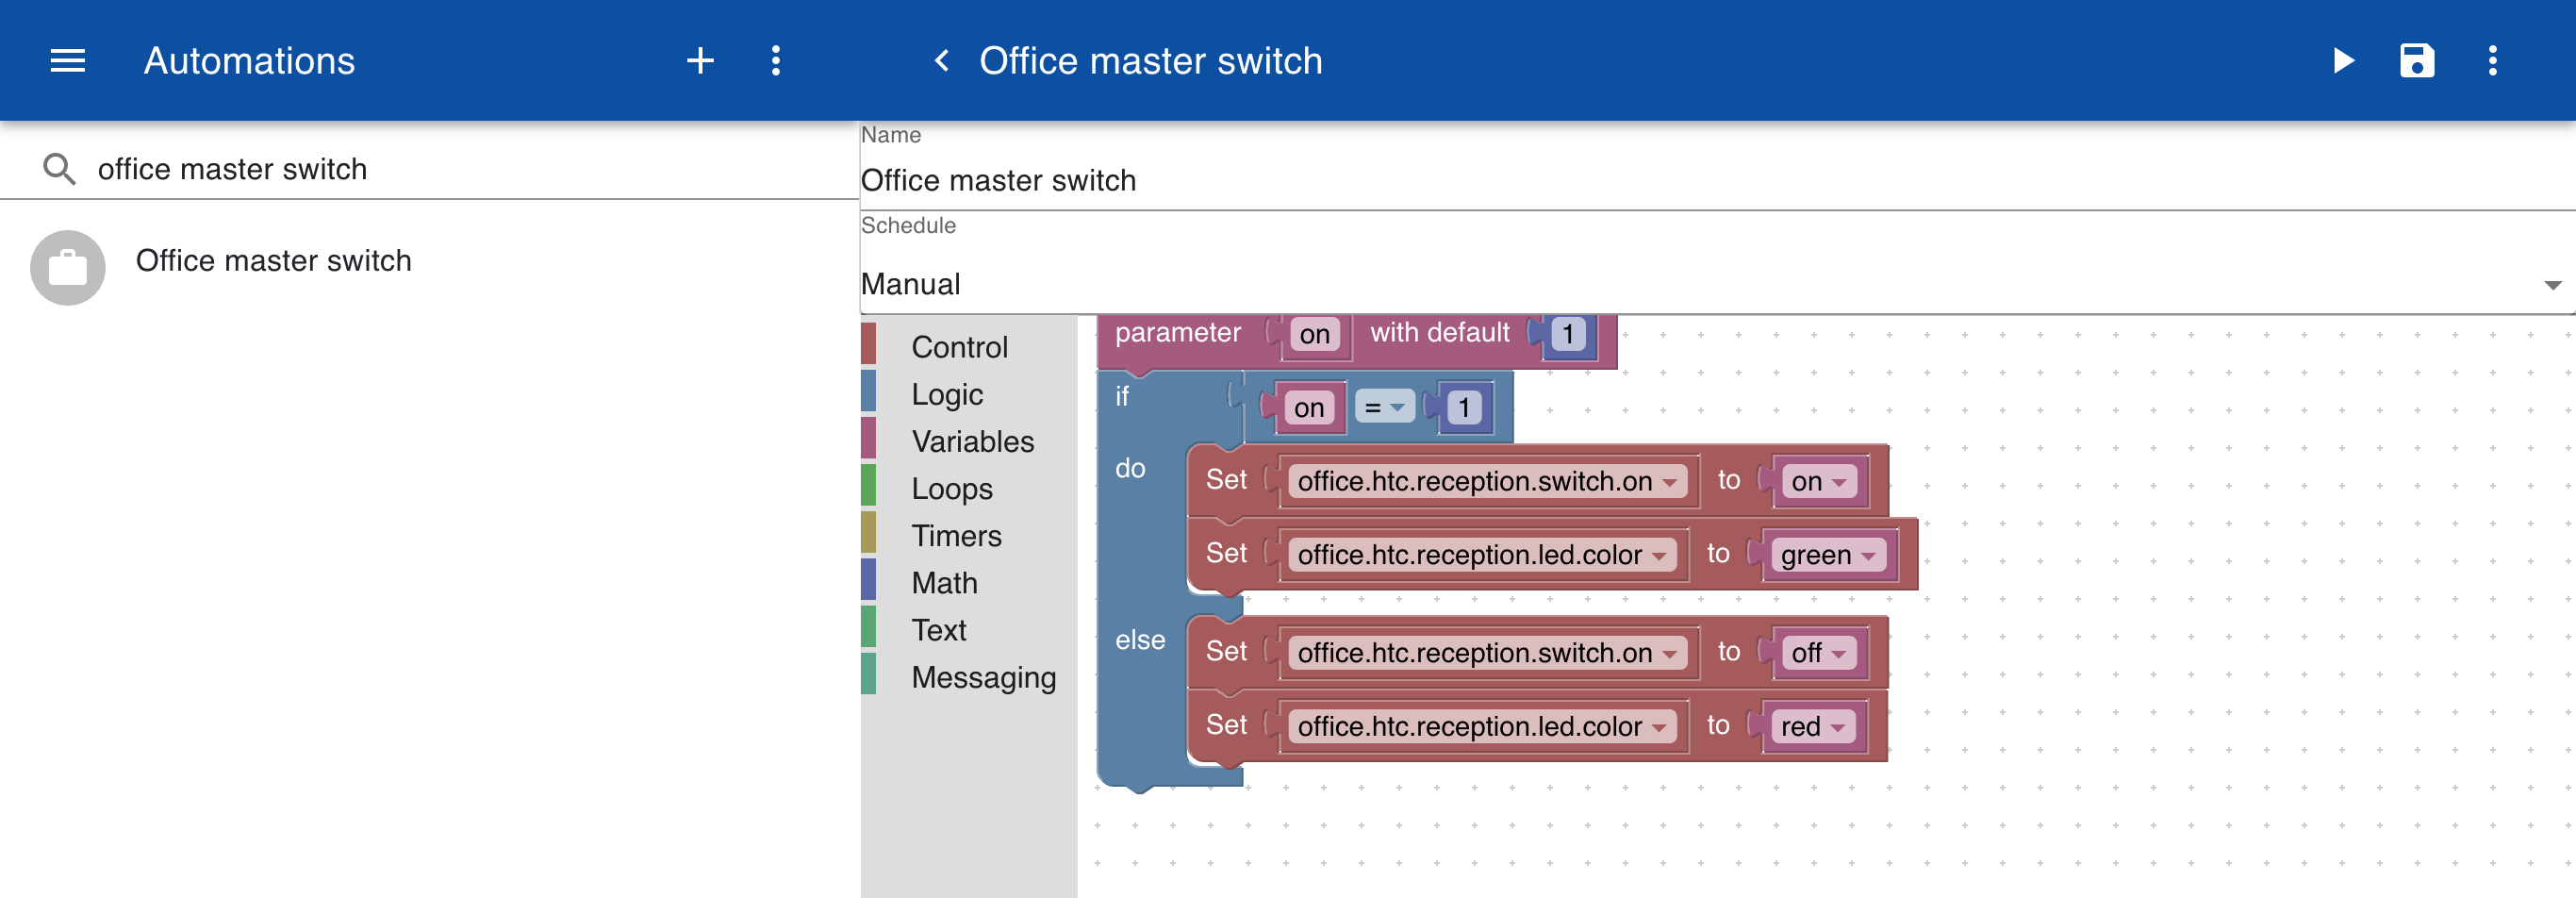 Automations
Office master switch
office master switch
Office master switch
Name
Office master switch
Schedule
Manual
Control
Logic
Variables
Loops
Timers
Math
Text
Messaging
parameter on with default 1
if on = 1
do Set office.htc.reception.switch.on to on
Set office.htc.reception.led.color to green
else Set office.htc.reception.switch.on to off
Set office.htc.reception.led.color to red